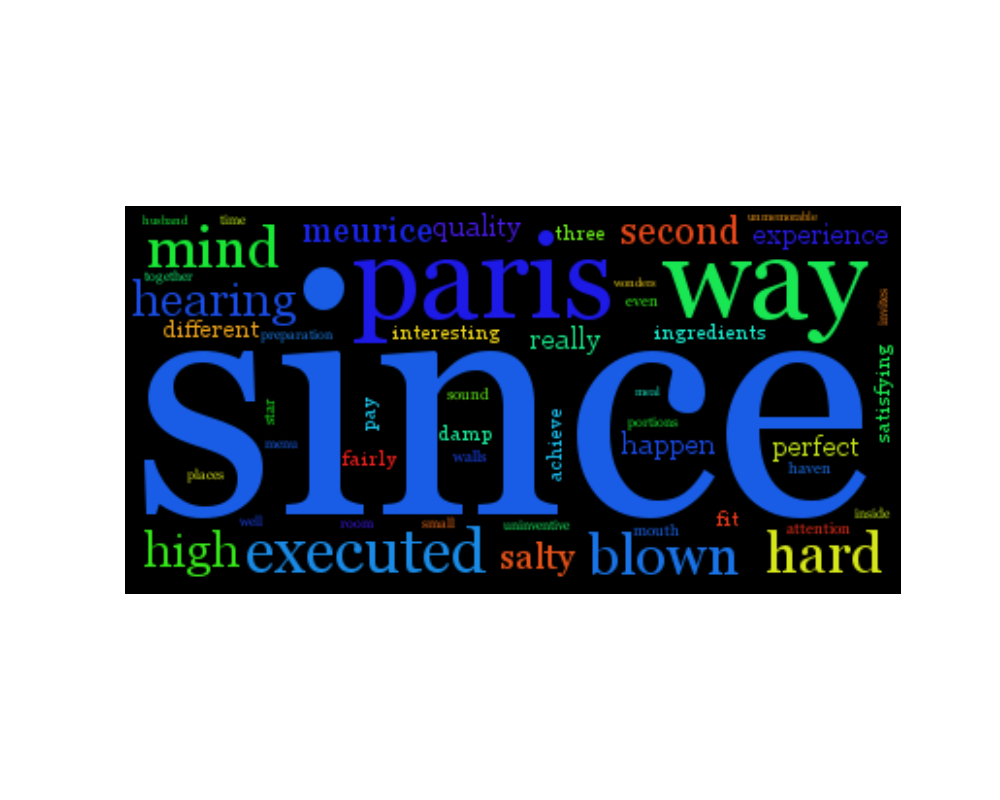 husband time unmemorable
mind meurice quality three second experience
together
hearing paris wonders even way invites
different preparation interesting really ingredients
since
star pay sound achieve meal satisfying
menu fairly damp walls portions happen perfect
places haven
well room small uninventive mouth fit attention inside
high executed salty blown hard